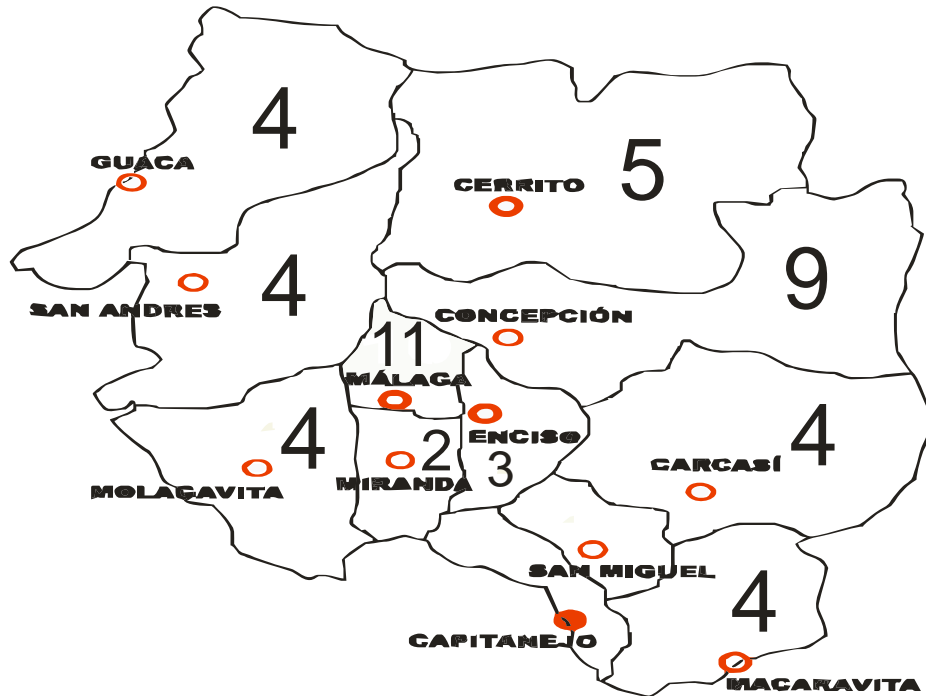 4
GUACA
5
CERRITO
4
SAN ANDRES
9
CONCEPCIÓN
11
MÁLAGA
ENCISO
4
MOLAGAVITA
2
MIRANDA
3
4
CARCASÍ
SAN MIGUEL
4
CAPITANEJO
MACARAVITA